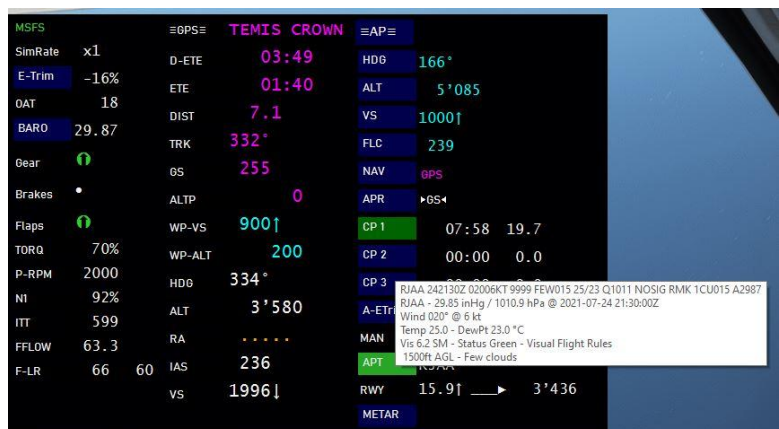 MSFS
SimRate x1
E-Trim -16%
OAT 18
BARO 29.87
Gear
Brakes
Flaps
TORQ 70%
P-RPM 2000
N1 92%
ITT 599
FFLOW 63.3
F-LR 66 60
≡GPS≡ TEMIS CROWN
D-ETE 03:49
ETE 01:40
DIST 7.1
TRK 332°
GS 255
ALTP 0
WP-VS 900↑
WP-ALT 200
HDG 334°
ALT 3'580
RA .....
IAS 236
VS 1996↓
≡AP≡
HDG 166°
ALT 5'085
VS 1000↑
FLC 239
NAV GPS
APR ▸GS◂
CP 1 07:58 19.7
CP 2 00:00 0.0
CP 3
A-ETri
MAN
APT RJAA
RWY 15.9↑ __► 3'436
METAR
RJAA 242130Z 02006KT 9999 FEW015 25/23 Q1011 NOSIG RMK 1CU015 A2987
RJAA - 29.85 inHg / 1010.9 hPa @ 2021-07-24 21:30:00Z
Wind 020° @ 6 kt
Temp 25.0 - DewPt 23.0 °C
Vis 6.2 SM - Status Green - Visual Flight Rules
1500ft AGL - Few clouds